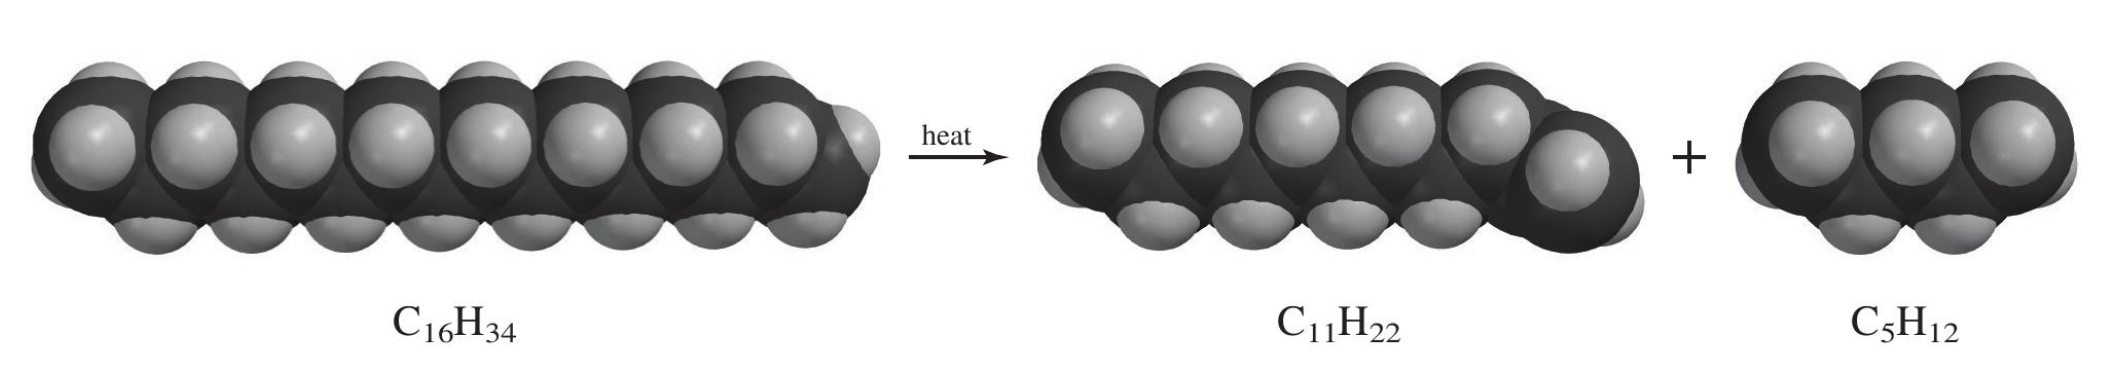 heat
+
C₁₆H₃₄
C₁₁H₂₂
C₅H₁₂